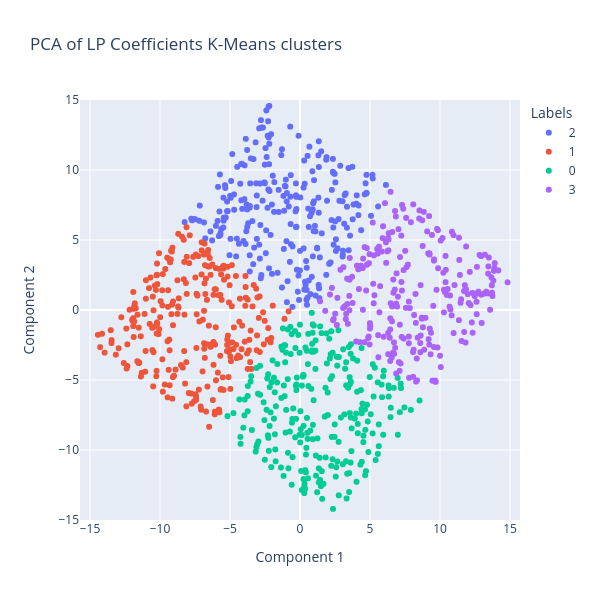 PCA of LP Coefficients K-Means clusters
Labels
2
1
0
3
Component 2
15
10
5
0
−5
−10
−15
−15 −10 −5 0 5 10 15
Component 1